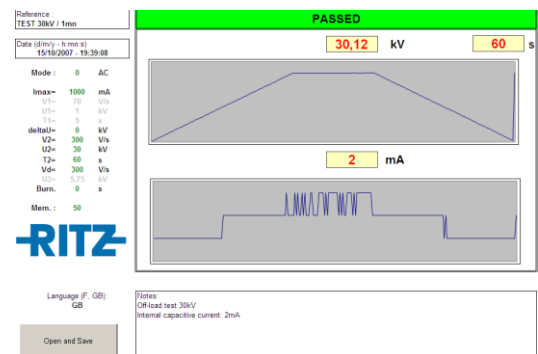 Reference :
TEST 30kV / 1mn
PASSED
Date (d/m/y - h:mn:s)
15/10/2007 - 19:39:08
30,12 kV 60 s
Mode : 0 AC
Imax= 1000 mA
V1= 70 V/s
U1= 1 kV
T1= 5 s
deltaU= 0 kV
V2= 300 V/s
U2= 30 kV
T2= 60 s
Vd= 300 V/s
U3= 5,75 kV
Burn. 0 s
Mem. : 50
2 mA
RITZ
Language (F, GB):
GB
Open and Save
Notes:
Off-load test 30kV
Internal capacitive current: 2mA